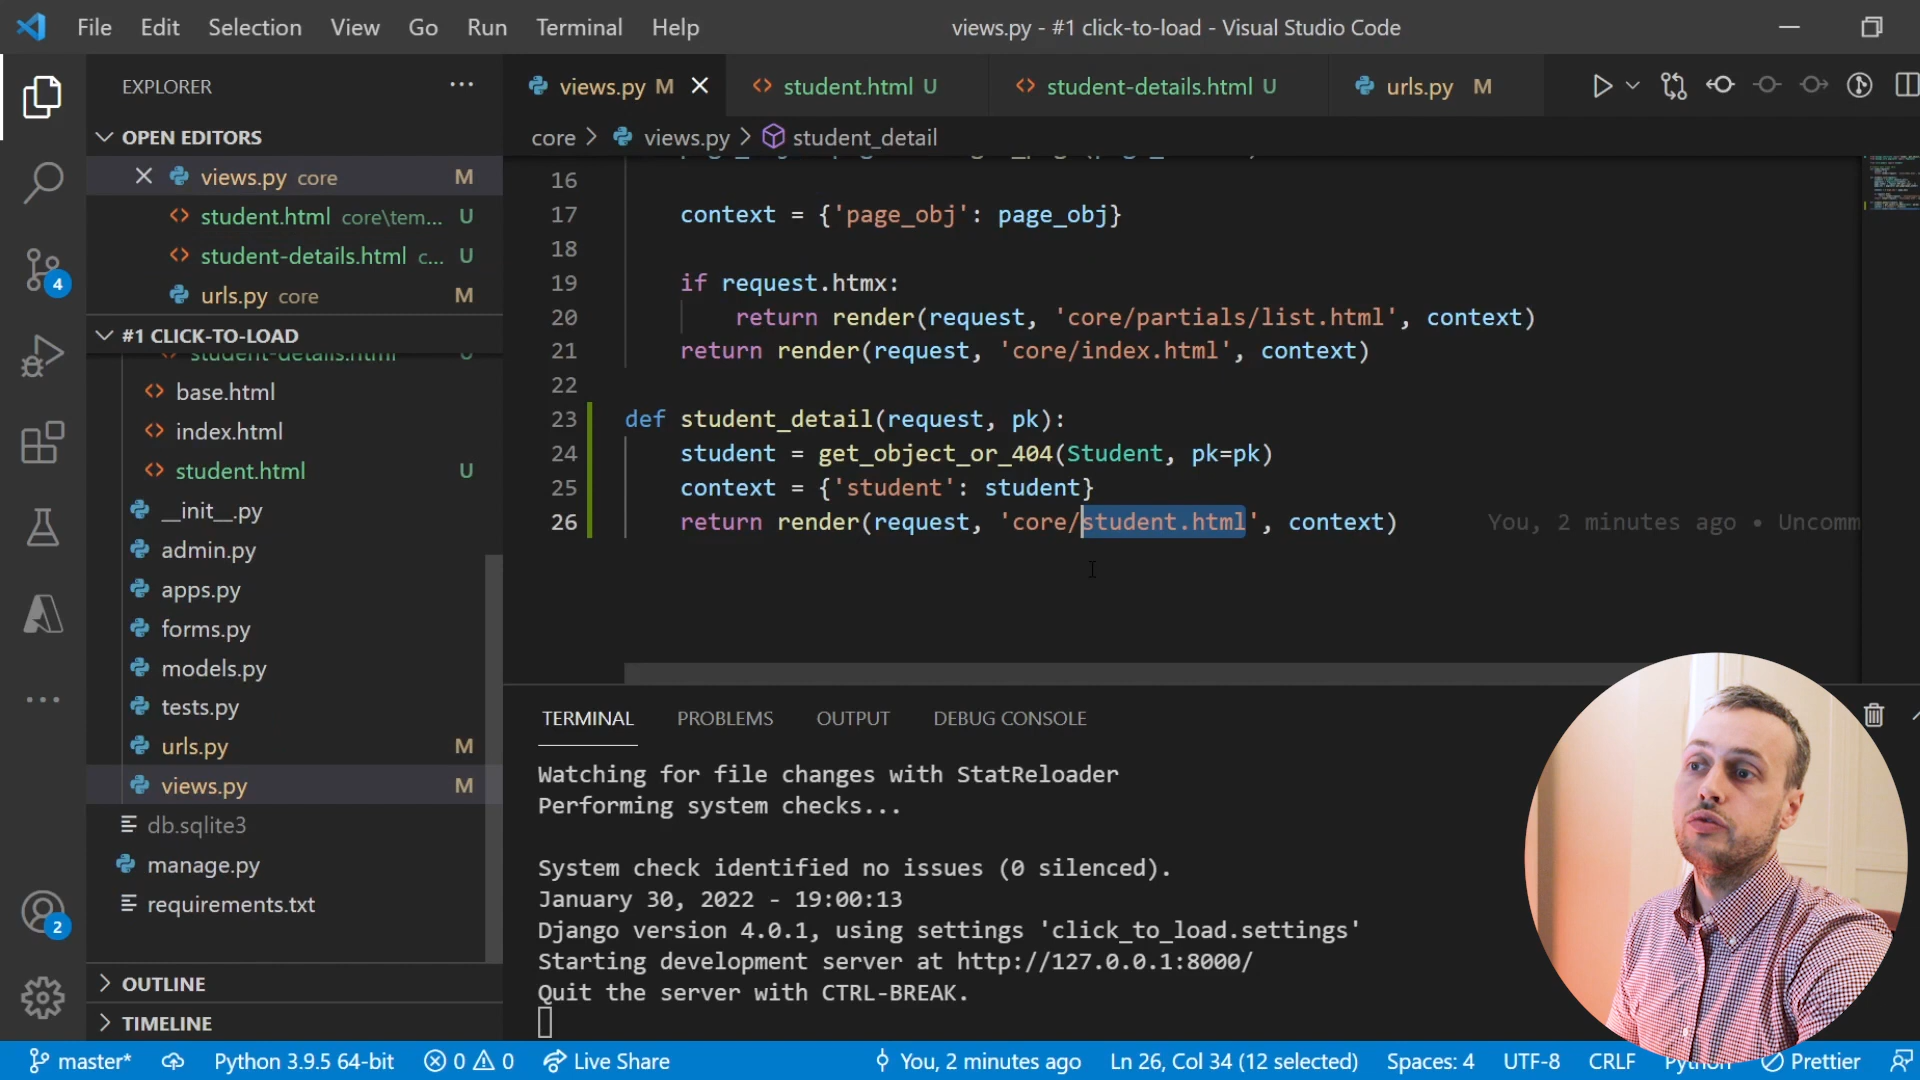 File Edit Selection View Go Run Terminal Help
views.py - #1 click-to-load - Visual Studio Code
EXPLORER
OPEN EDITORS
views.py core M
student.html core\tem... U
student-details.html c... U
urls.py core M
#1 CLICK-TO-LOAD
student-details.html U
base.html
index.html
student.html U
__init__.py
admin.py
apps.py
forms.py
models.py
tests.py
urls.py M
views.py M
db.sqlite3
manage.py
requirements.txt
OUTLINE
TIMELINE
4
2
views.py M
student.html U
student-details.html U
urls.py M
core > views.py > student_detail
16
17 context = {'page_obj': page_obj}
18
19 if request.htmx:
20 return render(request, 'core/partials/list.html', context)
21 return render(request, 'core/index.html', context)
22
23 def student_detail(request, pk):
24 student = get_object_or_404(Student, pk=pk)
25 context = {'student': student}
26 return render(request, 'core/student.html', context) You, 2 minutes ago • Uncomm
TERMINAL PROBLEMS OUTPUT DEBUG CONSOLE
Watching for file changes with StatReloader
Performing system checks...
System check identified no issues (0 silenced).
January 30, 2022 - 19:00:13
Django version 4.0.1, using settings 'click_to_load.settings'
Starting development server at http://127.0.0.1:8000/
Quit the server with CTRL-BREAK.
master* Python 3.9.5 64-bit 0 0 Live Share You, 2 minutes ago Ln 26, Col 34 (12 selected) Spaces: 4 UTF-8 CRLF Python Prettier